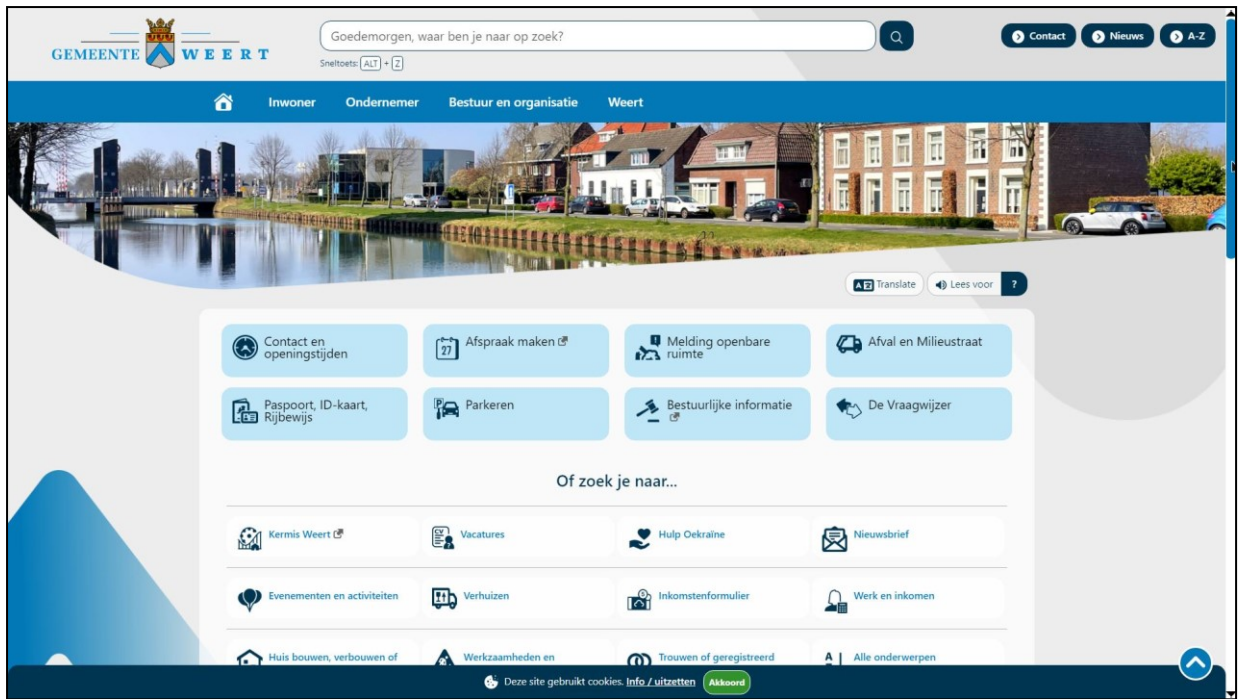 GEMEENTE WEERT
Goedemorgen, waar ben je naar op zoek?
Sneltoets: ALT + Z
Contact
Nieuws
A-Z
Inwoner
Ondernemer
Bestuur en organisatie
Weert
Translate
Lees voor
?
Contact en
openingstijden
27
Afspraak maken
Melding openbare
ruimte
Afval en Milieustraat
Paspoort, ID-kaart,
Rijbewijs
P
Parkeren
Bestuurlijke informatie
De Vraagwijzer
Of zoek je naar...
Kermis Weert
CV
Vacatures
Hulp Oekraïne
Nieuwsbrief
Evenementen en activiteiten
Verhuizen
Inkomstenformulier
Werk en inkomen
Huis bouwen, verbouwen of
Werkzaamheden en
Trouwen of geregistreerd
Alle onderwerpen
Deze site gebruikt cookies. Info / uitzetten Akkoord